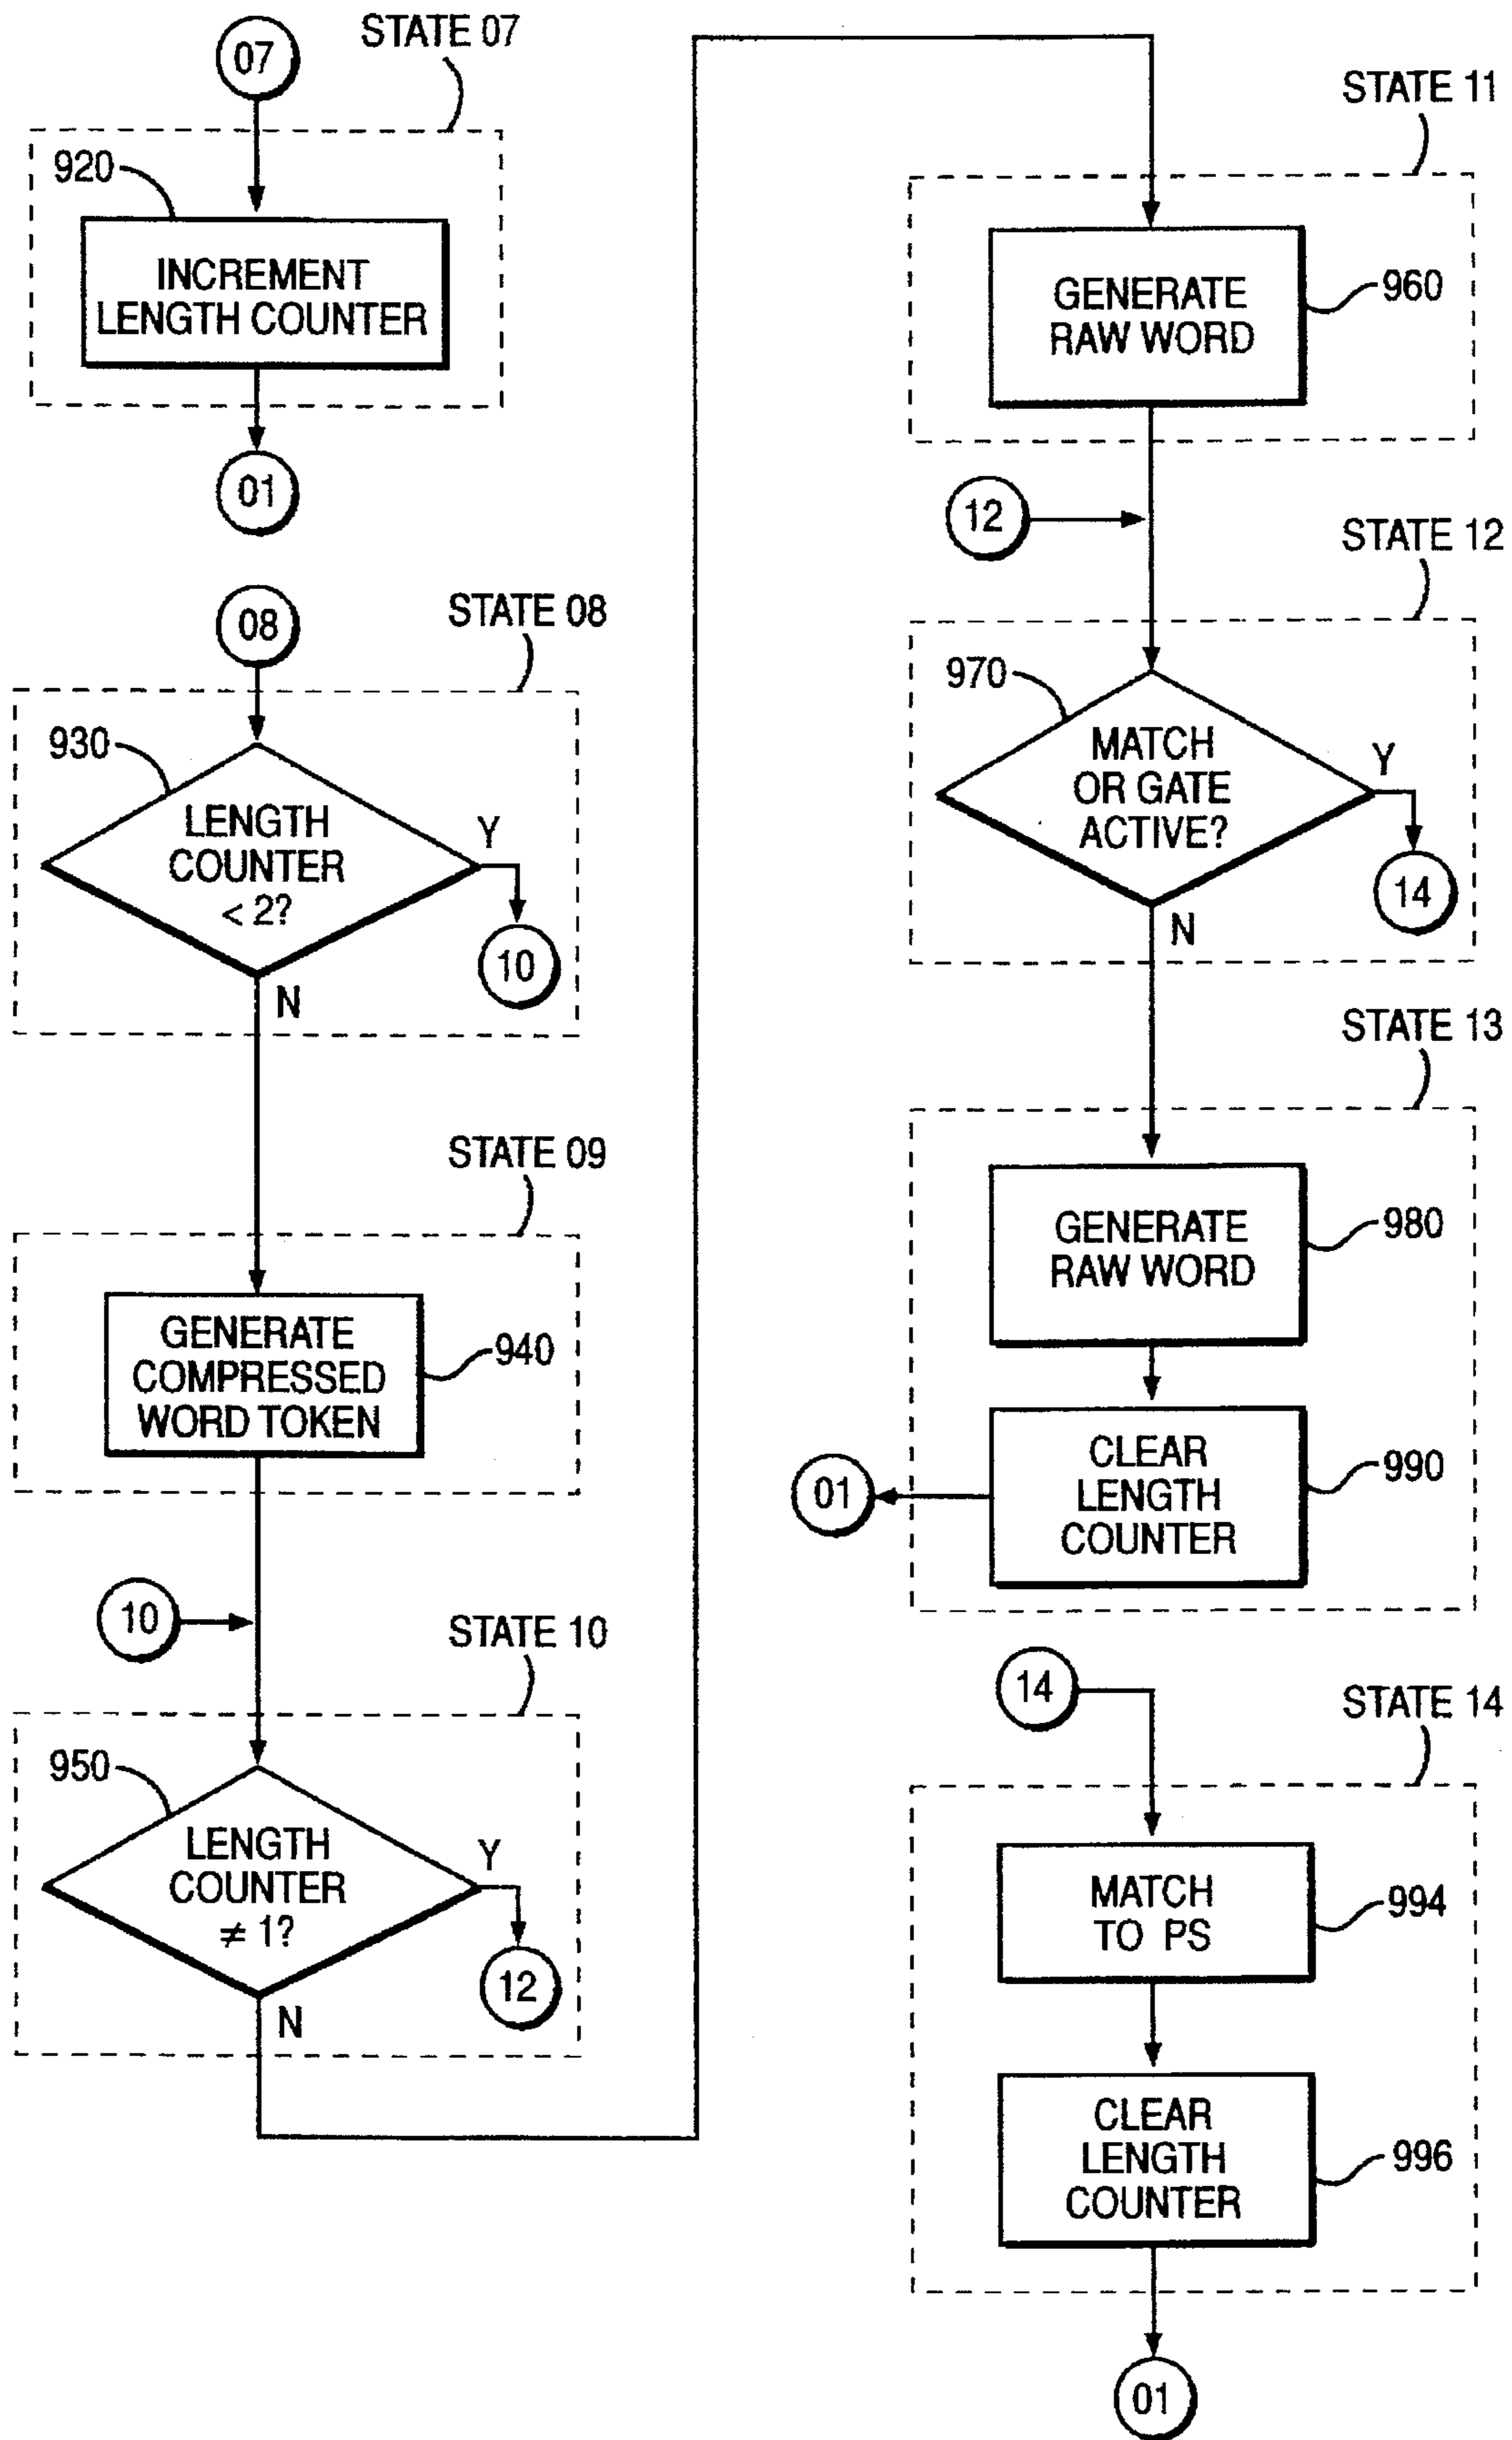 07
STATE 07
920
INCREMENT
LENGTH COUNTER
01
08
STATE 08
930
LENGTH
COUNTER
< 2?
Y
10
N
STATE 09
GENERATE
COMPRESSED
WORD TOKEN
940
10
STATE 10
950
LENGTH
COUNTER
≠ 1?
Y
12
N
STATE 11
GENERATE
RAW WORD
960
12
STATE 12
970
MATCH
OR GATE
ACTIVE?
Y
14
N
STATE 13
GENERATE
RAW WORD
980
CLEAR
LENGTH
COUNTER
990
01
14
STATE 14
MATCH
TO PS
994
CLEAR
LENGTH
COUNTER
996
01